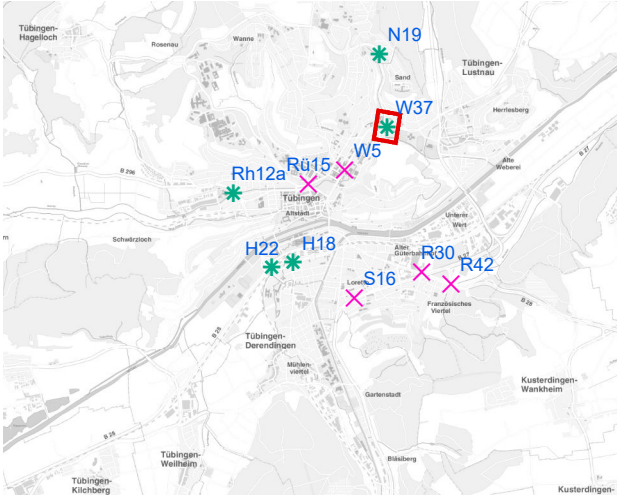 Tübingen-
Hagelloch
Rosenau
Wanne
N19
Sand
Tübingen-
Lustnau
W37
Herrlesberg
B 27
W5
Rü15
Rh12a
B 296
Alte
Weberei
Tübingen
Altstadt
Unterm
Wert
Schwärzloch
H18
H22
Alter
Güterbahnhof
R30
R42
S16
Loretto
Französisches
Viertel
B 28
B 28
Tübingen-
Derendingen
Mühlen-
viertel
Gartenstadt
Kusterdingen-
Wankheim
B 28
Tübingen-
Weilheim
Bläsiberg
Tübingen-
Kilchberg
Kusterdingen-